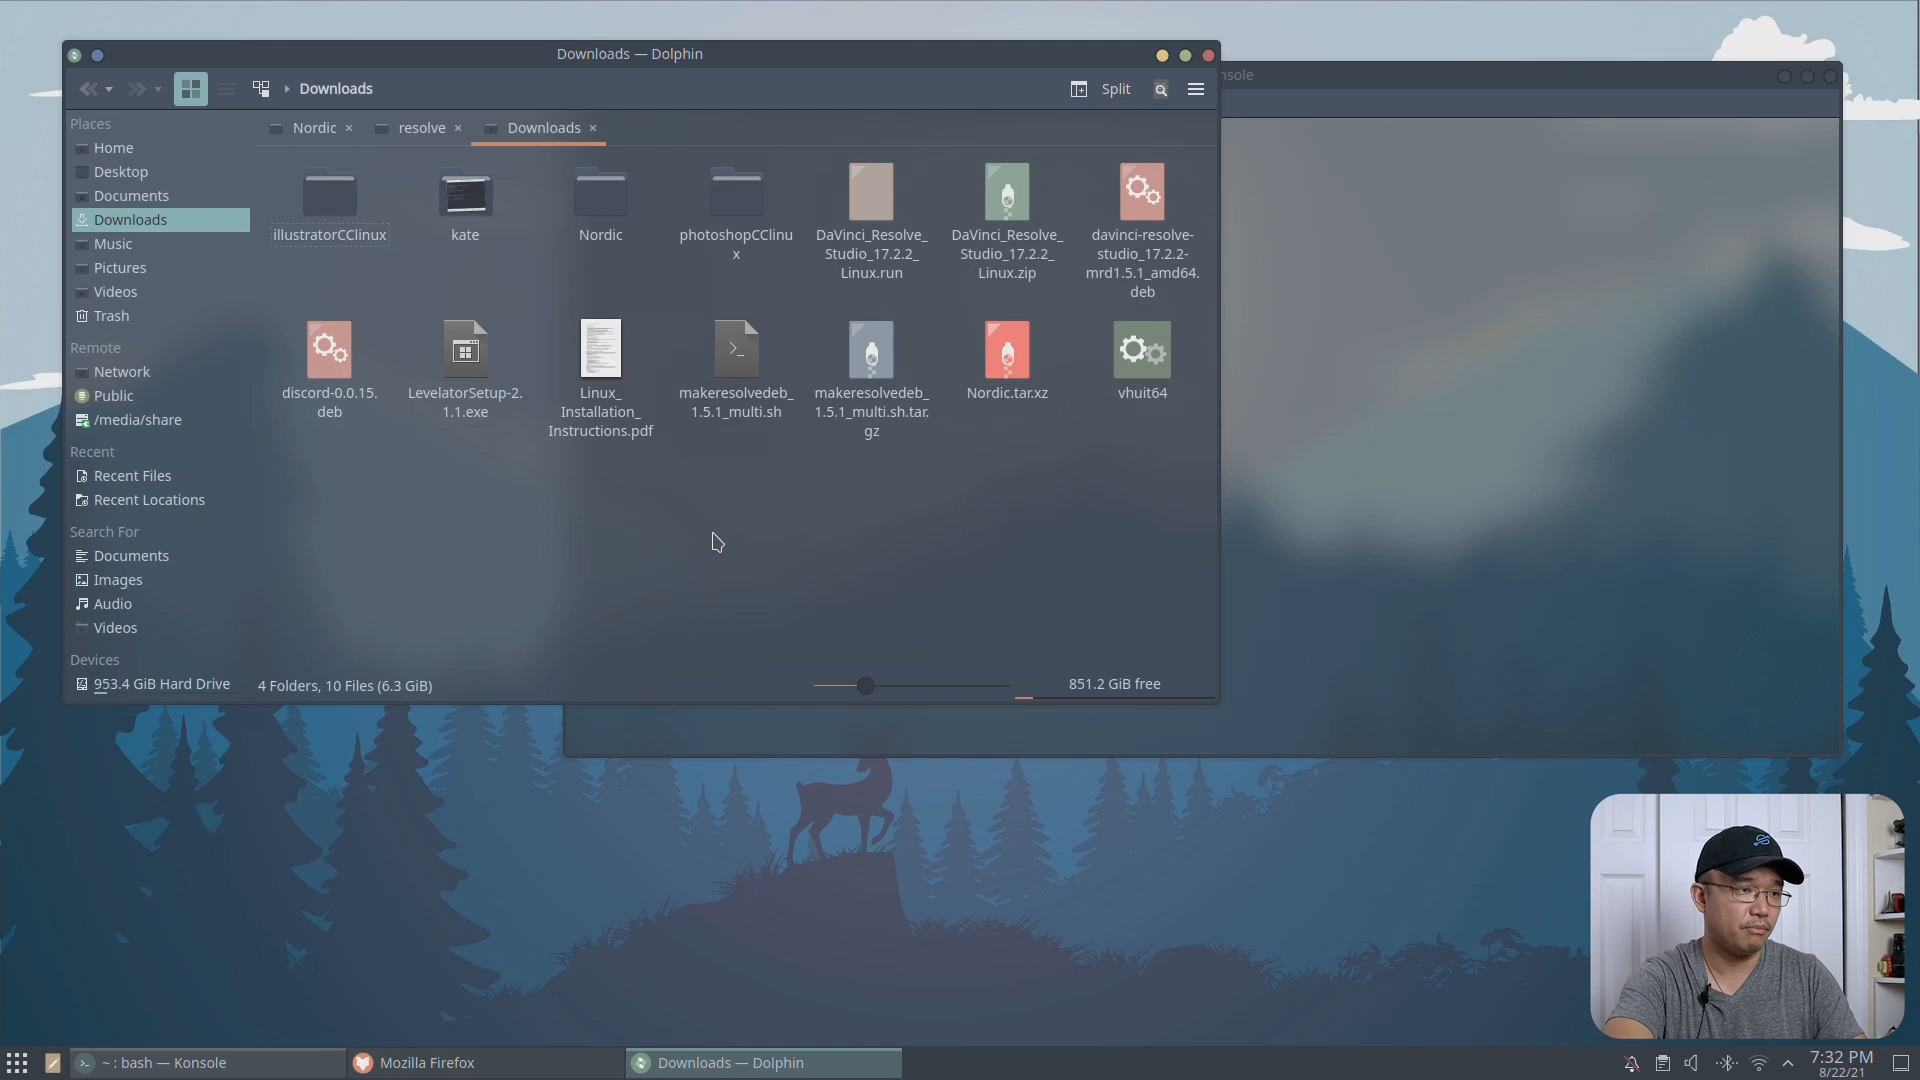 Downloads — Dolphin
nsole
Downloads
Split
Places
Home
Desktop
Documents
Downloads
Music
Pictures
Videos
Trash
Remote
Network
Public
/media/share
Recent
Recent Files
Recent Locations
Search For
Documents
Images
Audio
Videos
Devices
953.4 GiB Hard Drive
Nordic
resolve
Downloads
illustratorCClinux
kate
Nordic
photoshopCClinu
x
DaVinci_Resolve_
Studio_17.2.2_
Linux.run
DaVinci_Resolve_
Studio_17.2.2_
Linux.zip
davinci-resolve-
studio_17.2.2-
mrd1.5.1_amd64.
deb
discord-0.0.15.
deb
LevelatorSetup-2.
1.1.exe
Linux_
Installation_
Instructions.pdf
makeresolvedeb_
1.5.1_multi.sh
makeresolvedeb_
1.5.1_multi.sh.tar.
gz
Nordic.tar.xz
vhuit64
4 Folders, 10 Files (6.3 GiB)
851.2 GiB free
~ : bash — Konsole
Mozilla Firefox
Downloads — Dolphin
7:32 PM
8/22/21